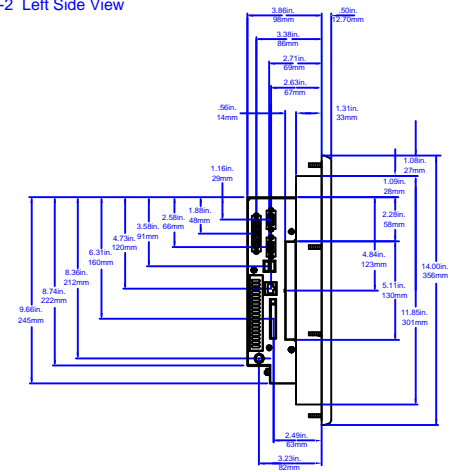 -2 Left Side View
3.86in.
98mm
.50in.
12.70mm
3.38in.
86mm
2.71in.
69mm
2.63in.
67mm
.56in.
14mm
1.31in.
33mm
1.16in.
29mm
1.08in.
27mm
1.09in.
28mm
1.88in.
48mm
2.58in.
66mm
2.28in.
58mm
3.58in.
91mm
4.73in.
120mm
6.31in.
160mm
4.84in.
123mm
8.36in.
212mm
14.00in.
356mm
8.74in.
222mm
5.11in.
130mm
9.66in.
245mm
11.85in.
301mm
2.49in.
63mm
3.23in.
82mm